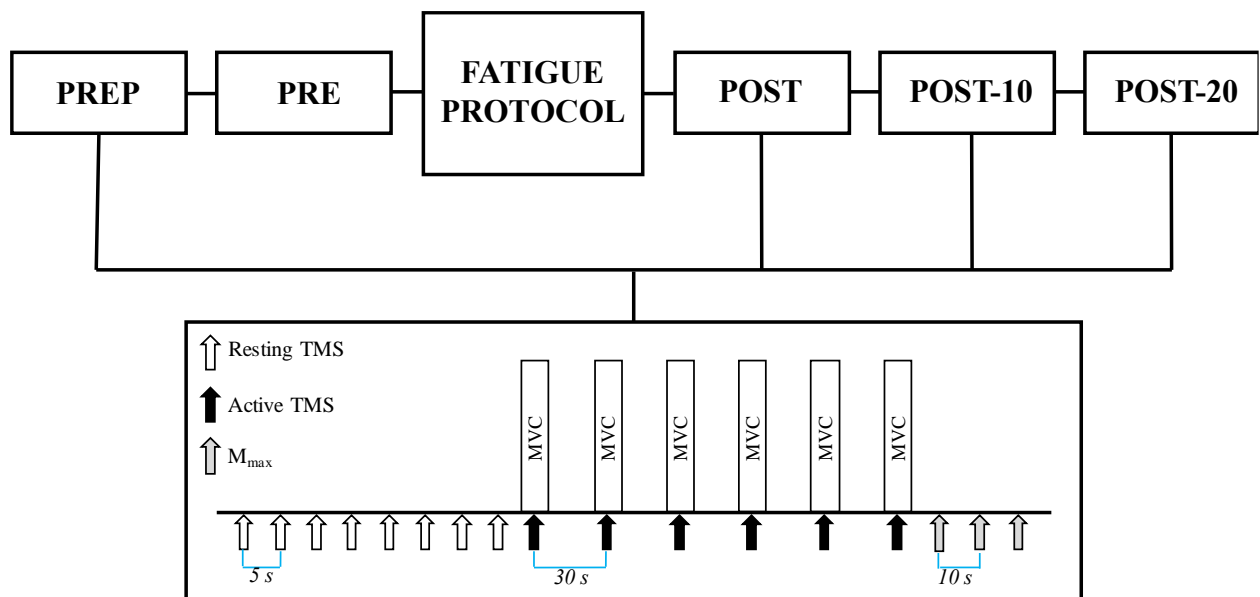 PREP
PRE
FATIGUE
PROTOCOL
POST
POST-10
POST-20
Resting TMS
Active TMS
Mmax
MVC
MVC
MVC
MVC
MVC
MVC
5 s
30 s
10 s